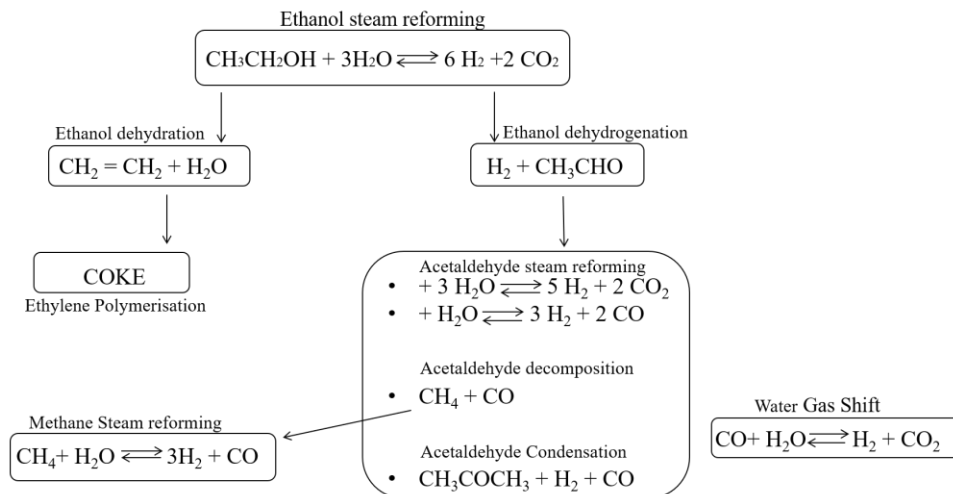 Ethanol steam reforming
CH₃CH₂OH + 3H₂O ⇌ 6 H₂ +2 CO₂
Ethanol dehydration
CH₂ = CH₂ + H₂O
Ethanol dehydrogenation
H₂ + CH₃CHO
COKE
Ethylene Polymerisation
Acetaldehyde steam reforming
• + 3 H₂O ⇌ 5 H₂ + 2 CO₂
• + H₂O ⇌ 3 H₂ + 2 CO
Acetaldehyde decomposition
• CH₄ + CO
Acetaldehyde Condensation
• CH₃COCH₃ + H₂ + CO
Methane Steam reforming
CH₄+ H₂O ⇌ 3H₂ + CO
Water Gas Shift
CO+ H₂O ⇌ H₂ + CO₂